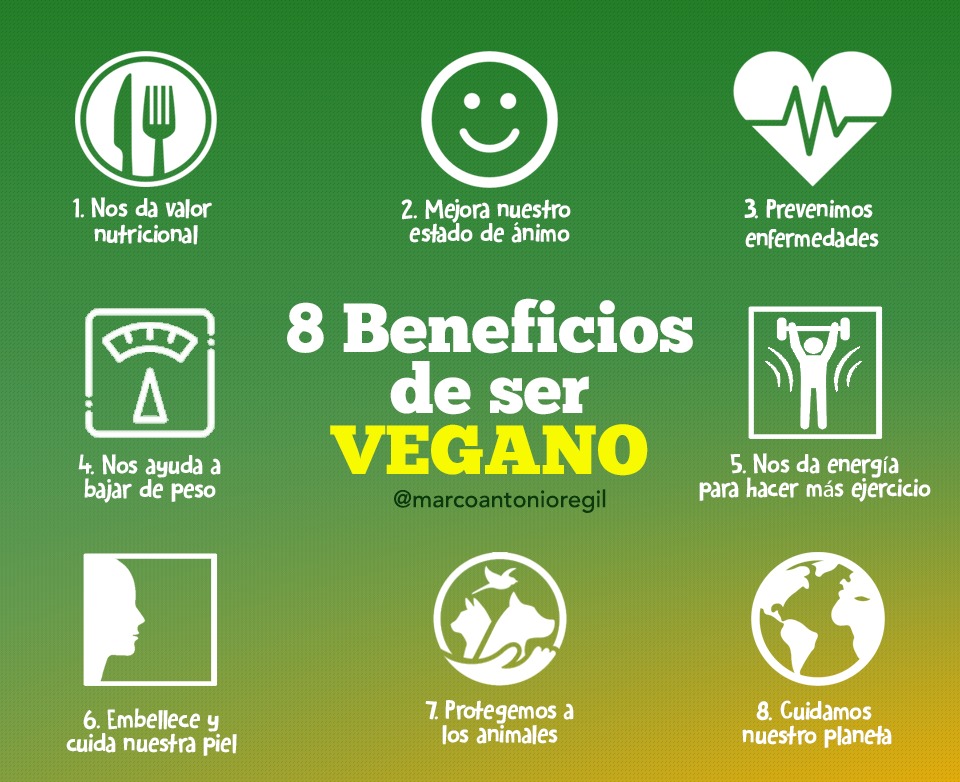 1. Nos da valor
nutricional
2. Mejora nuestro
estado de ánimo
3. Prevenimos
enfermedades
8 Beneficios
de ser
VEGANO
@marcoantonioregil
4. Nos ayuda a
bajar de peso
5. Nos da energía
para hacer más ejercicio
6. Embellece y
cuida nuestra piel
7. Protegemos a
los animales
8. Cuidamos
nuestro planeta